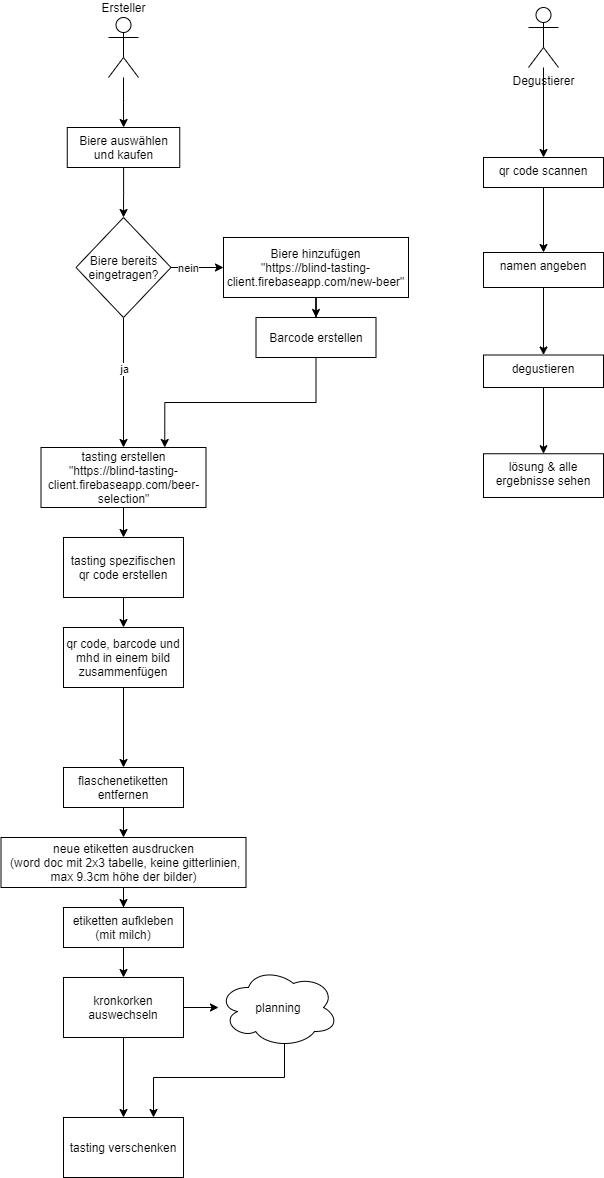 Ersteller
Biere auswählen
und kaufen
Biere bereits
eingetragen?
nein
Biere hinzufügen
"https://blind-tasting-
client.firebaseapp.com/new-beer"
Barcode erstellen
ja
tasting erstellen
"https://blind-tasting-
client.firebaseapp.com/beer-
selection"
tasting spezifischen
qr code erstellen
qr code, barcode und
mhd in einem bild
zusammenfügen
flaschenetiketten
entfernen
neue etiketten ausdrucken
(word doc mit 2x3 tabelle, keine gitterlinien,
max 9.3cm höhe der bilder)
etiketten aufkleben
(mit milch)
kronkorken
auswechseln
planning
tasting verschenken
Degustierer
qr code scannen
namen angeben
degustieren
lösung & alle
ergebnisse sehen